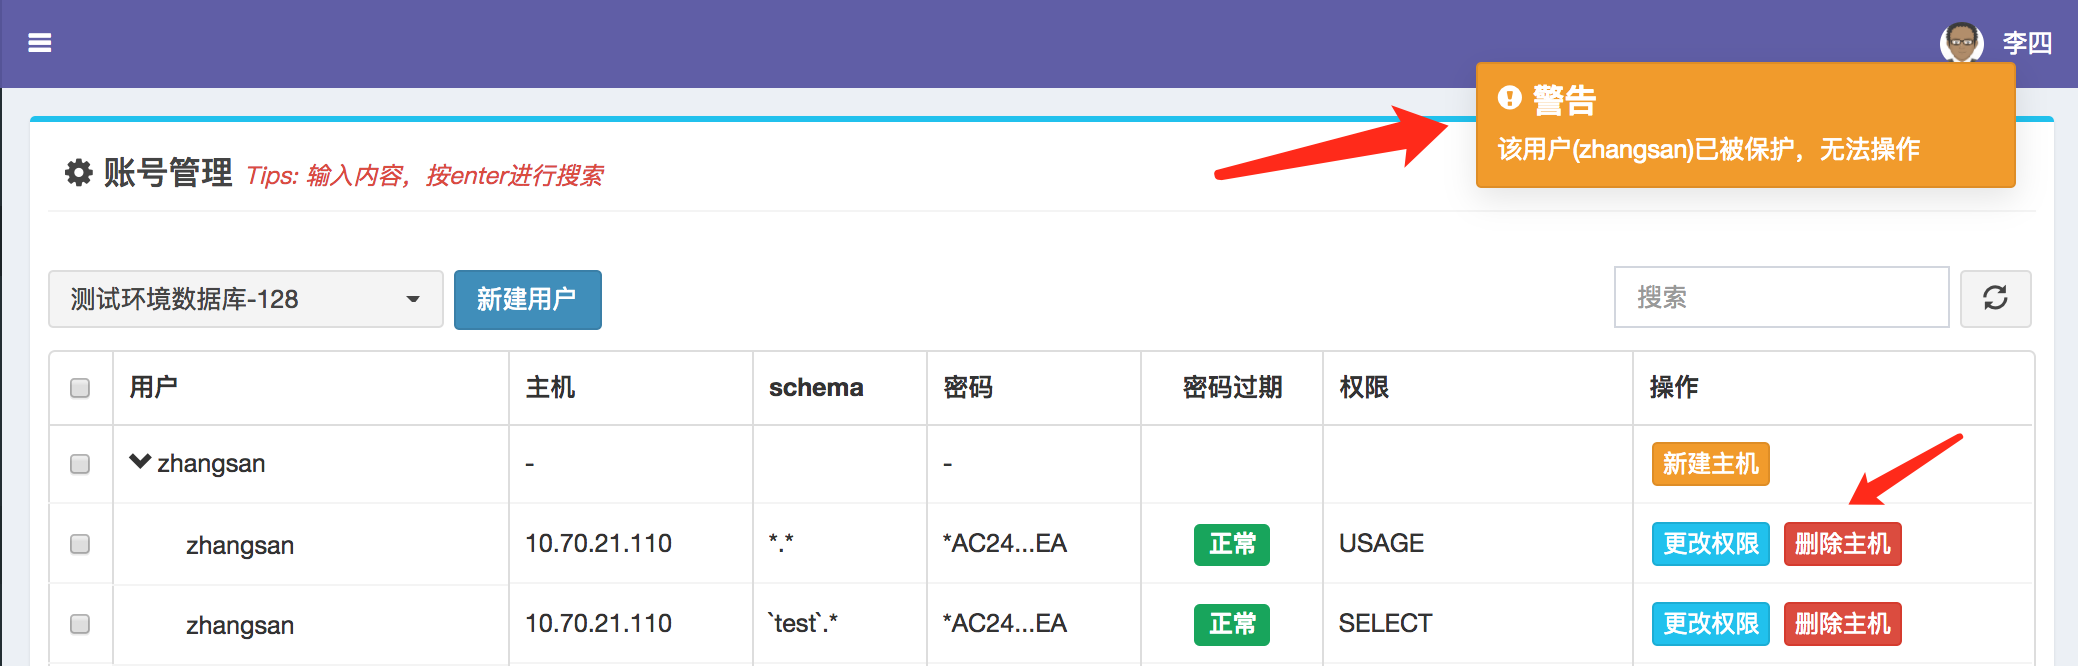 李四
警告
该用户(zhangsan)已被保护，无法操作
账号管理 Tips: 输入内容，按enter进行搜索
测试环境数据库-128 新建用户 搜索
用户 主机 schema 密码 密码过期 权限 操作
zhangsan - - 新建主机
zhangsan 10.70.21.110 *.* *AC24...EA 正常 USAGE 更改权限 删除主机
zhangsan 10.70.21.110 `test`.* *AC24...EA 正常 SELECT 更改权限 删除主机